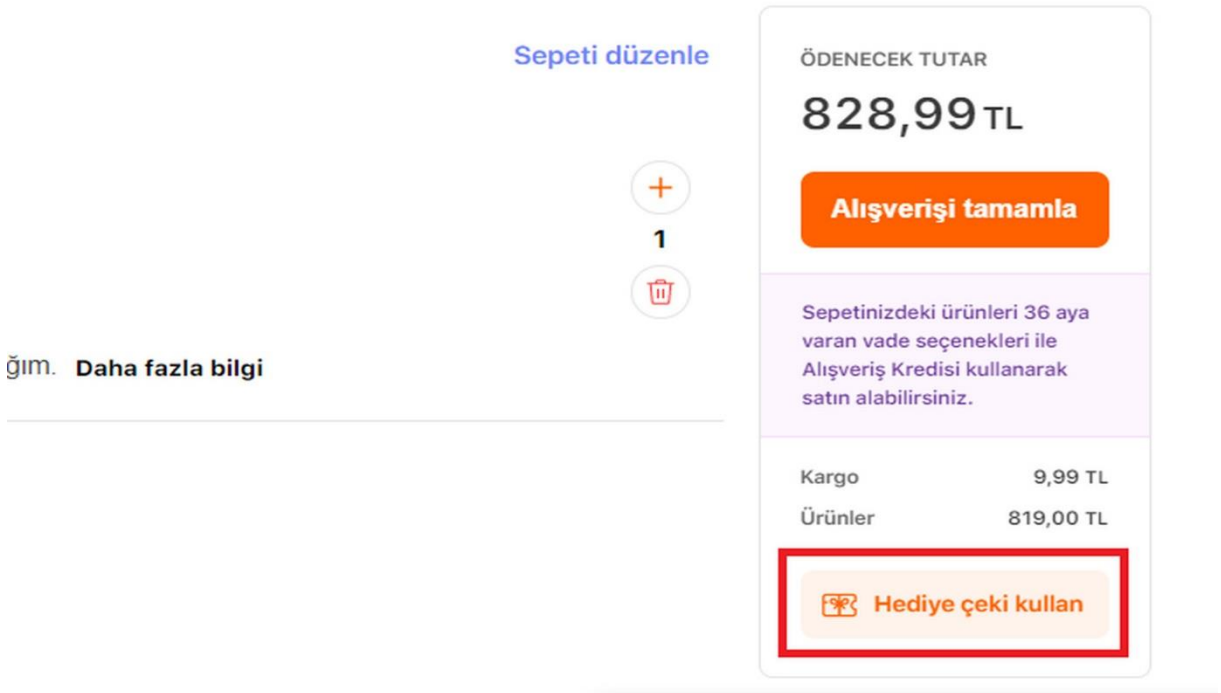 Sepeti düzenle
1
ğım. Daha fazla bilgi
ÖDENECEK TUTAR
828,99 TL
Alışverişi tamamla
Sepetinizdeki ürünleri 36 aya
varan vade seçenekleri ile
Alışveriş Kredisi kullanarak
satın alabilirsiniz.
Kargo 9,99 TL
Ürünler 819,00 TL
Hediye çeki kullan